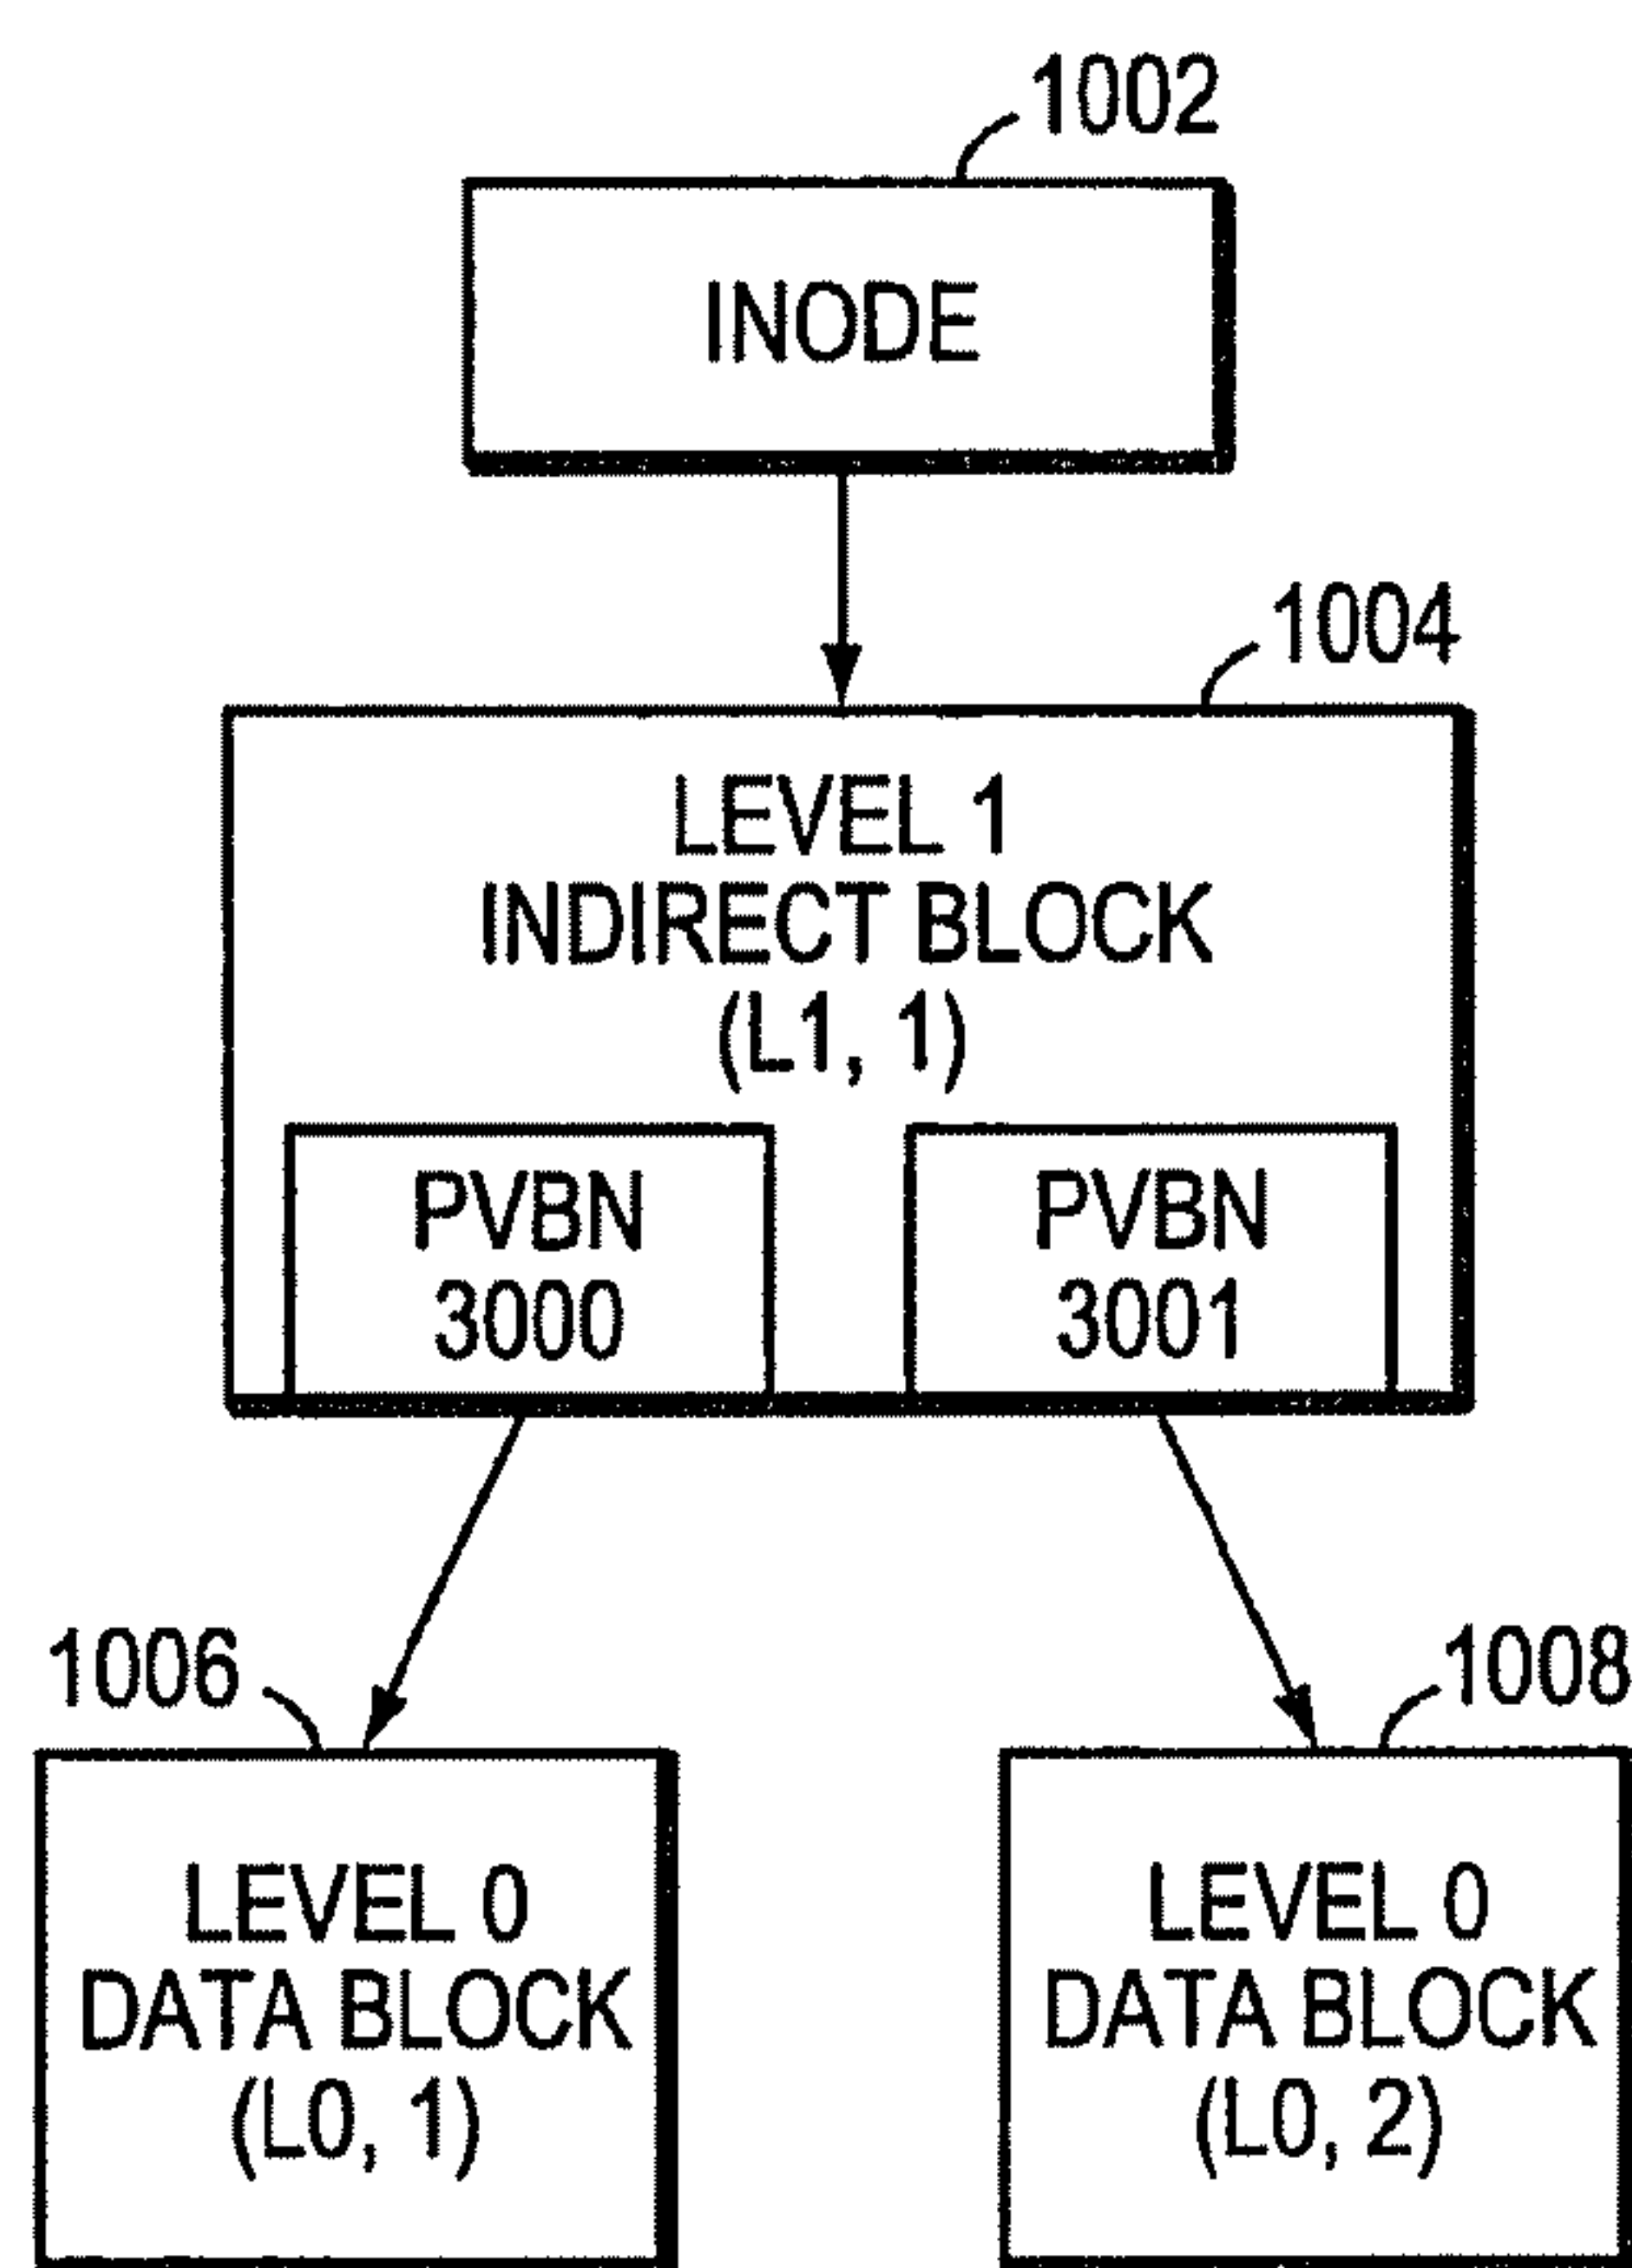 1002
INODE
1004
LEVEL 1
INDIRECT BLOCK
(L1, 1)
PVBN
3000
PVBN
3001
1006
1008
LEVEL 0
DATA BLOCK
(L0, 1)
LEVEL 0
DATA BLOCK
(L0, 2)